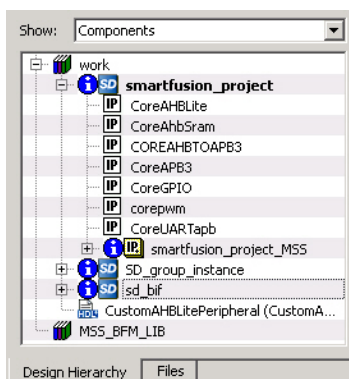 Show: Components
work
SD smartfusion_project
IP CoreAHBLite
IP CoreAhbSram
IP COREAHBTOAPB3
IP CoreAPB3
IP CoreGPIO
IP corepwm
IP CoreUARTapb
IP smartfusion_project_MSS
SD SD_group_instance
SD sd_bif
HDL CustomAHBLitePeripheral (CustomA...
MSS_BFM_LIB
Design Hierarchy Files